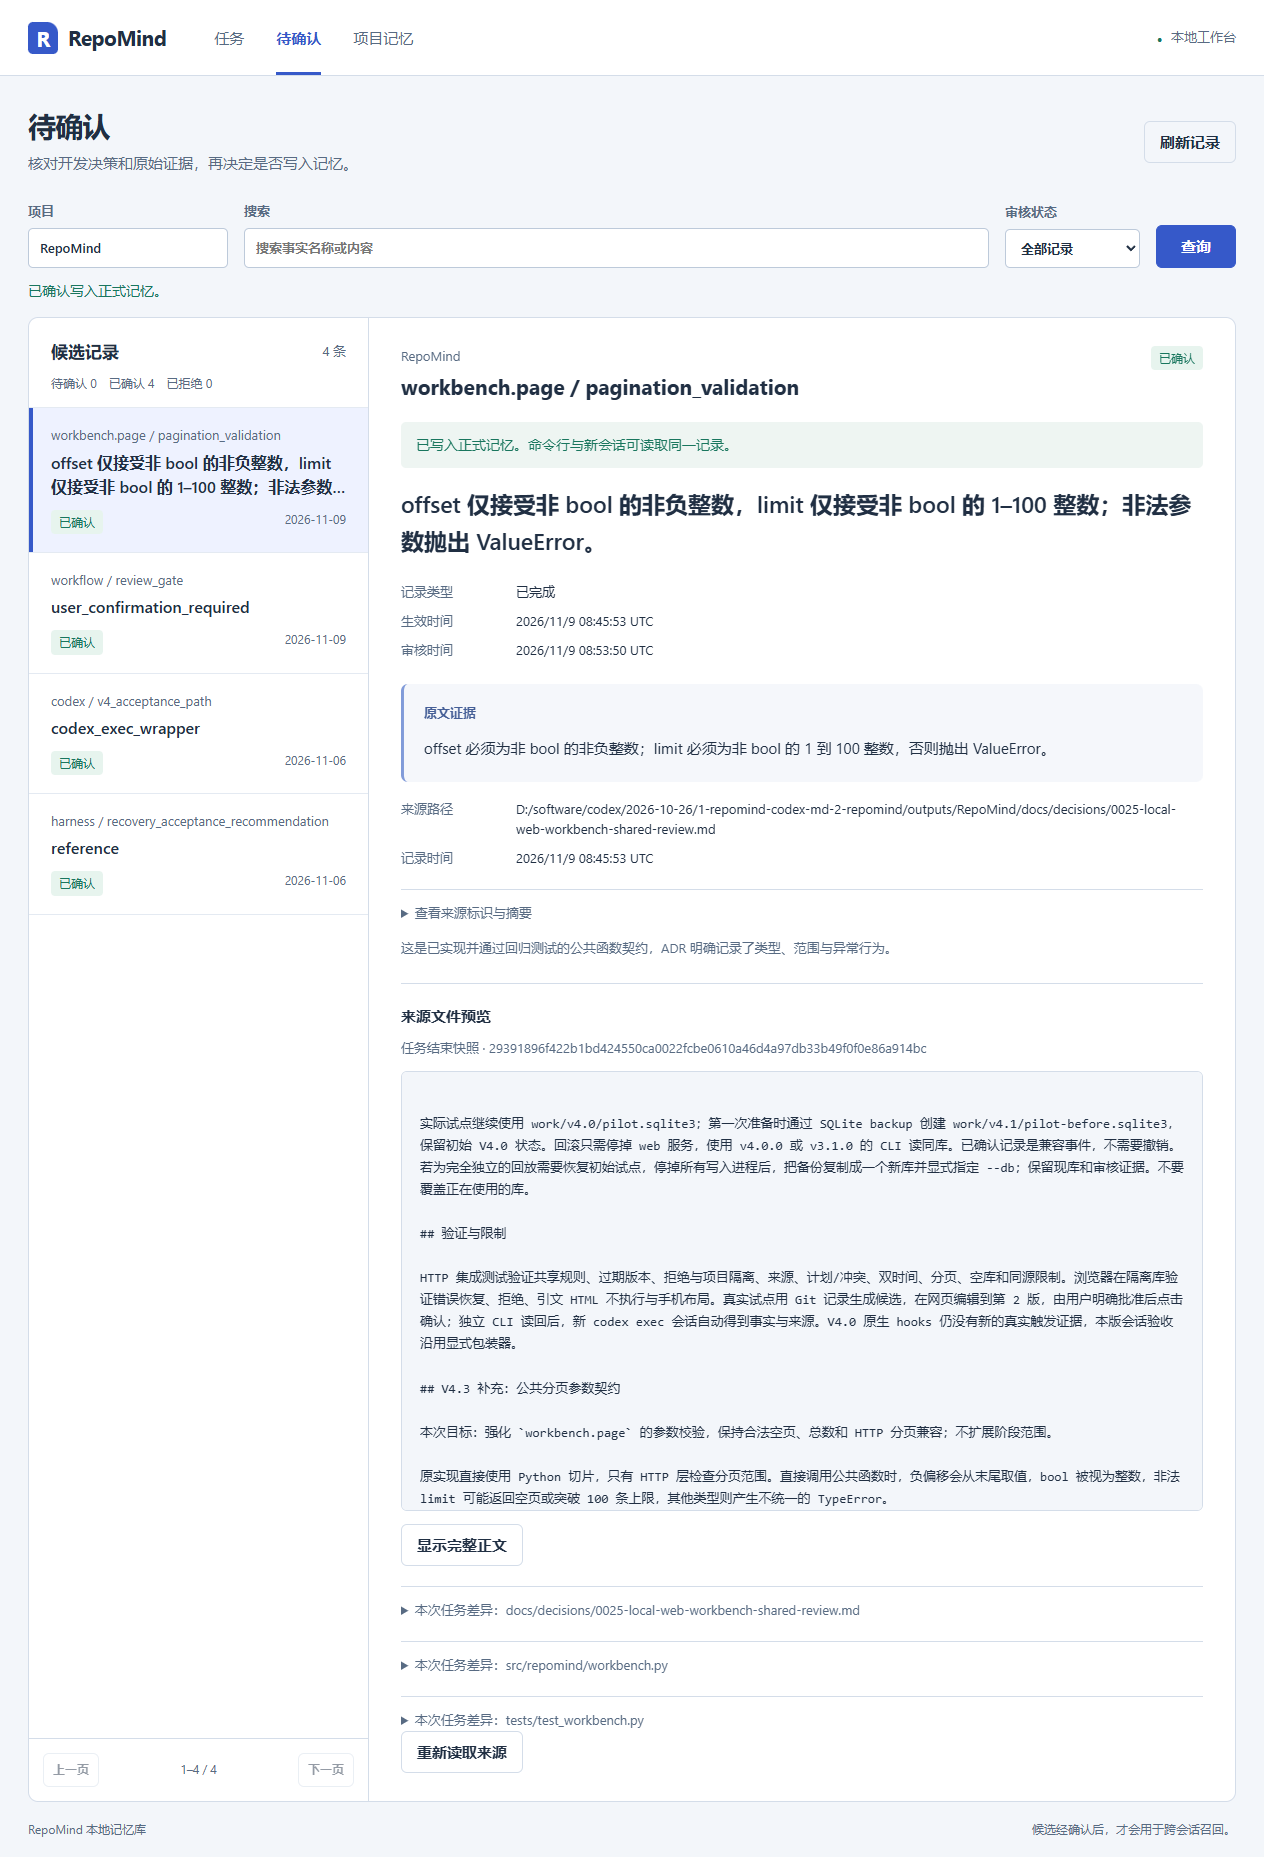 R RepoMind 任务 待确认 项目记忆 • 本地工作台
待确认
核对开发决策和原始证据，再决定是否写入记忆。
刷新记录
项目 搜索 审核状态
RepoMind 搜索事实名称或内容 全部记录 查询
已确认写入正式记忆。
候选记录 4 条
待确认 0 已确认 4 已拒绝 0
workbench.page / pagination_validation
offset 仅接受非 bool 的非负整数，limit
仅接受非 bool 的 1–100 整数；非法参数...
已确认 2026-11-09
workflow / review_gate
user_confirmation_required
已确认 2026-11-09
codex / v4_acceptance_path
codex_exec_wrapper
已确认 2026-11-06
harness / recovery_acceptance_recommendation
reference
已确认 2026-11-06
上一页 1–4 / 4 下一页
RepoMind 已确认
workbench.page / pagination_validation
已写入正式记忆。命令行与新会话可读取同一记录。
offset 仅接受非 bool 的非负整数，limit 仅接受非 bool 的 1–100 整数；非法参
数抛出 ValueError。
记录类型 已完成
生效时间 2026/11/9 08:45:53 UTC
审核时间 2026/11/9 08:53:50 UTC
原文证据
offset 必须为非 bool 的非负整数；limit 必须为非 bool 的 1 到 100 整数，否则抛出 ValueError。
来源路径 D:/software/codex/2026-10-26/1-repomind-codex-md-2-repomind/outputs/RepoMind/docs/decisions/0025-local-
web-workbench-shared-review.md
记录时间 2026/11/9 08:45:53 UTC
▶ 查看来源标识与摘要
这是已实现并通过回归测试的公共函数契约，ADR 明确记录了类型、范围与异常行为。
来源文件预览
任务结束快照 · 29391896f422b1bd424550ca0022fcbe0610a46d4a97db33b49f0f0e86a914bc
实际试点继续使用 work/v4.0/pilot.sqlite3；第一次准备时通过 SQLite backup 创建 work/v4.1/pilot-before.sqlite3，
保留初始 V4.0 状态。回滚只需停掉 web 服务，使用 v4.0.0 或 v3.1.0 的 CLI 读同库。已确认记录是兼容事件，不需要撤销。
若为完全独立的回放需要恢复初始试点，停掉所有写入进程后，把备份复制成一个新库并显式指定 --db；保留现库和审核证据。不要
覆盖正在使用的库。
## 验证与限制
HTTP 集成测试验证共享规则、过期版本、拒绝与项目隔离、来源、计划/冲突、双时间、分页、空库和同源限制。浏览器在隔离库验
证错误恢复、拒绝、引文 HTML 不执行与手机布局。真实试点用 Git 记录生成候选，在网页编辑到第 2 版，由用户明确批准后点击
确认；独立 CLI 读回后，新 codex exec 会话自动得到事实与来源。V4.0 原生 hooks 仍没有新的真实触发证据，本版会话验收
沿用显式包装器。
## V4.3 补充：公共分页参数契约
本次目标：强化 `workbench.page` 的参数校验，保持合法空页、总数和 HTTP 分页兼容；不扩展阶段范围。
原实现直接使用 Python 切片，只有 HTTP 层检查分页范围。直接调用公共函数时，负偏移会从末尾取值，bool 被视为整数，非法
limit 可能返回空页或突破 100 条上限，其他类型则产生不统一的 TypeError。
显示完整正文
▶ 本次任务差异：docs/decisions/0025-local-web-workbench-shared-review.md
▶ 本次任务差异：src/repomind/workbench.py
▶ 本次任务差异：tests/test_workbench.py
重新读取来源
RepoMind 本地记忆库 候选经确认后，才会用于跨会话召回。